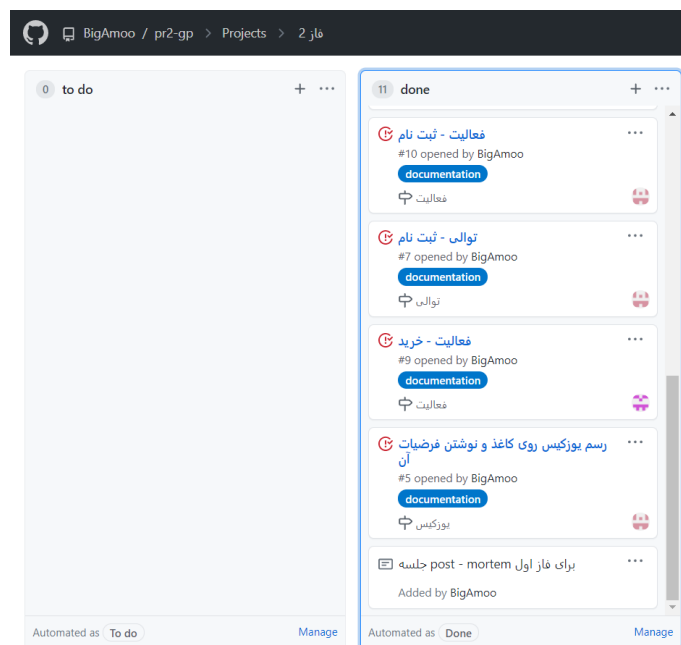 BigAmoo / pr2-gp > Projects > فاز 2
0 to do
11 done
فعالیت - ثبت نام
#10 opened by BigAmoo
documentation
فعالیت
توالی - ثبت نام
#7 opened by BigAmoo
documentation
توالی
فعالیت - خرید
#9 opened by BigAmoo
documentation
فعالیت
رسم یوزکیس روی کاغذ و نوشتن فرضیات
آن
#5 opened by BigAmoo
documentation
یوزکیس
جلسه post - mortem برای فاز اول
Added by BigAmoo
Automated as To do Manage
Automated as Done Manage